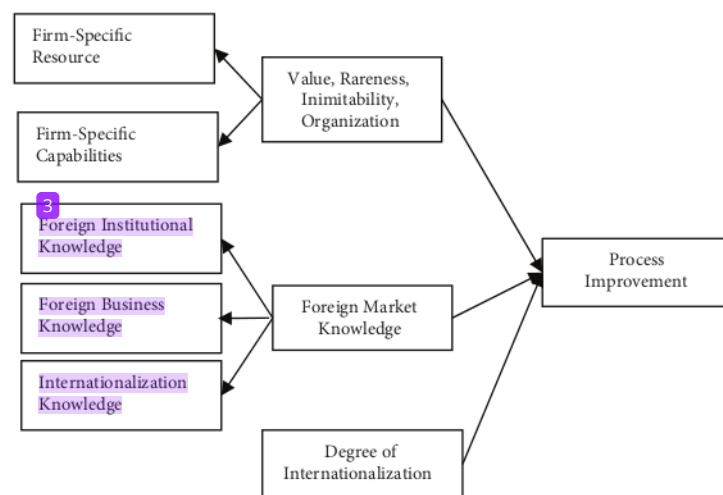 Firm-Specific
Resource
Value, Rareness,
Inimitability,
Organization
Firm-Specific
Capabilities
3
Foreign Institutional
Knowledge
Process
Improvement
Foreign Business
Knowledge
Foreign Market
Knowledge
Internationalization
Knowledge
Degree of
Internationalization